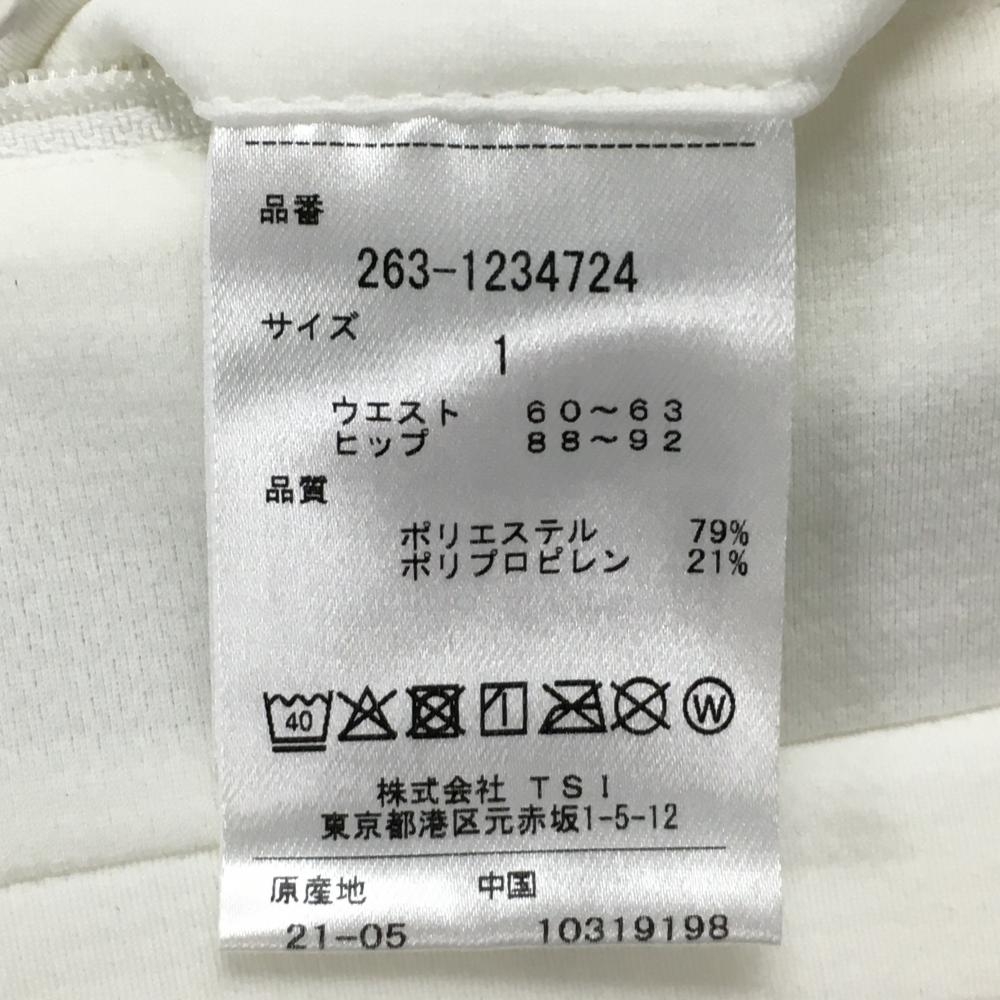 品番
263-1234724
サイズ
1
ウエスト 60～63
ヒップ 88～92
品質
ポリエステル 79%
ポリプロピレン 21%
40 W
株式会社 TSI
東京都港区元赤坂1-5-12
原産地 中国
21-05 10319198